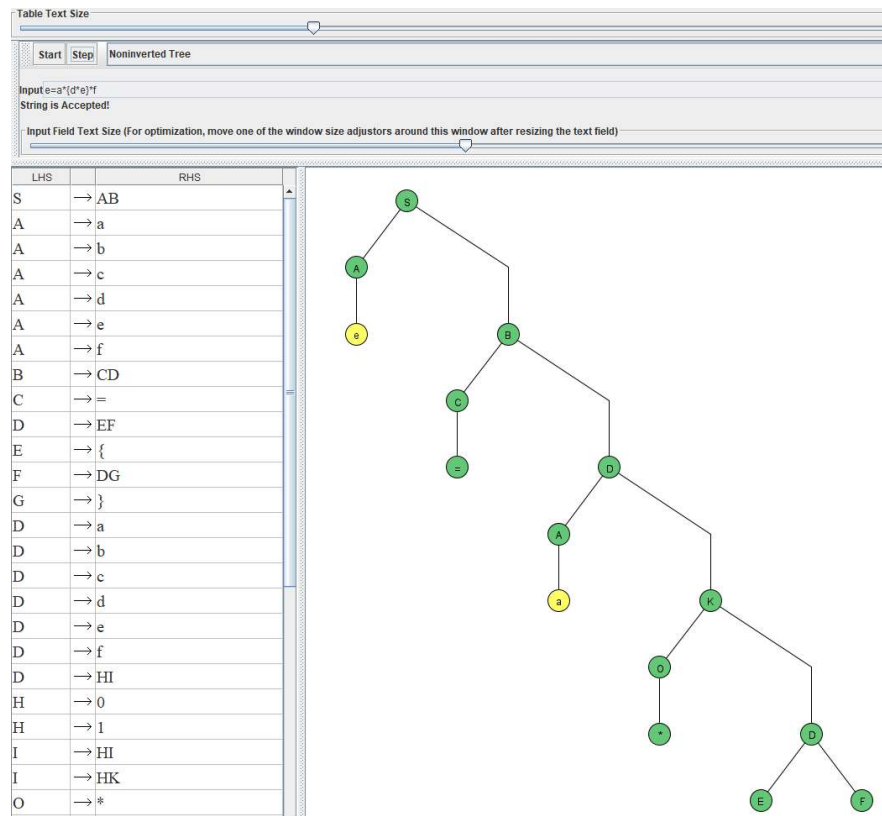 Table Text Size
Start Step Noninverted Tree
Input e=a*{d*e}*f
String is Accepted!
Input Field Text Size (For optimization, move one of the window size adjustors around this window after resizing the text field)
LHS RHS
S → AB
A → a
A → b
A → c
A → d
A → e
A → f
B → CD
C → =
D → EF
E → {
F → DG
G → }
D → a
D → b
D → c
D → d
D → e
D → f
D → HI
H → 0
H → 1
I → HI
I → HK
O → *
S
A
e
B
C
=
D
A
a
K
O
*
D
E F